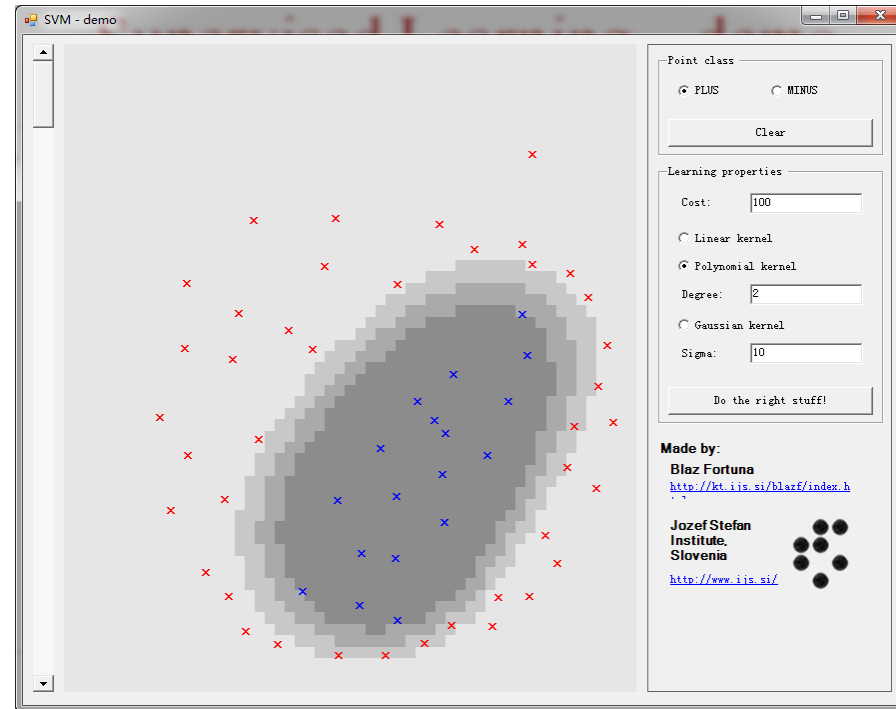 SVM - demo
Point class
PLUS
MINUS
Clear
Learning properties
Cost:
100
Linear kernel
Polynomial kernel
Degree:
2
Gaussian kernel
Sigma:
10
Do the right stuff!
Made by:
Blaz Fortuna
http://kt.ijs.si/blazf/index.h
Jozef Stefan
Institute,
Slovenia
http://www.ijs.si/